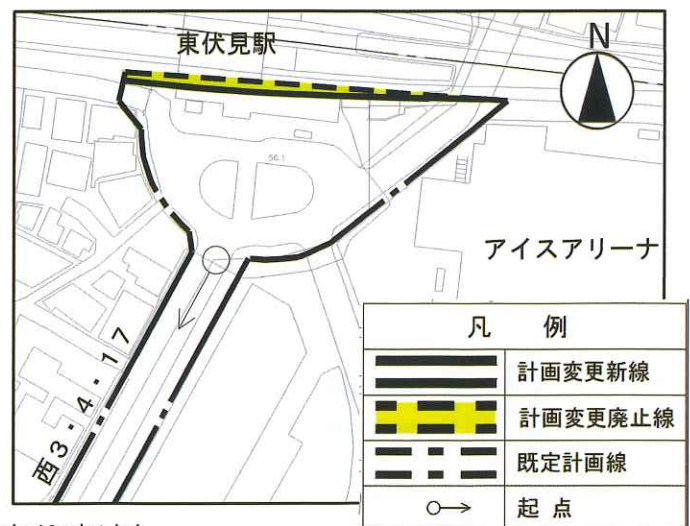 東伏見駅
N
56.1
アイスアリーナ
西3・4・17
凡 例
計画変更新線
計画変更廃止線
既定計画線
起 点